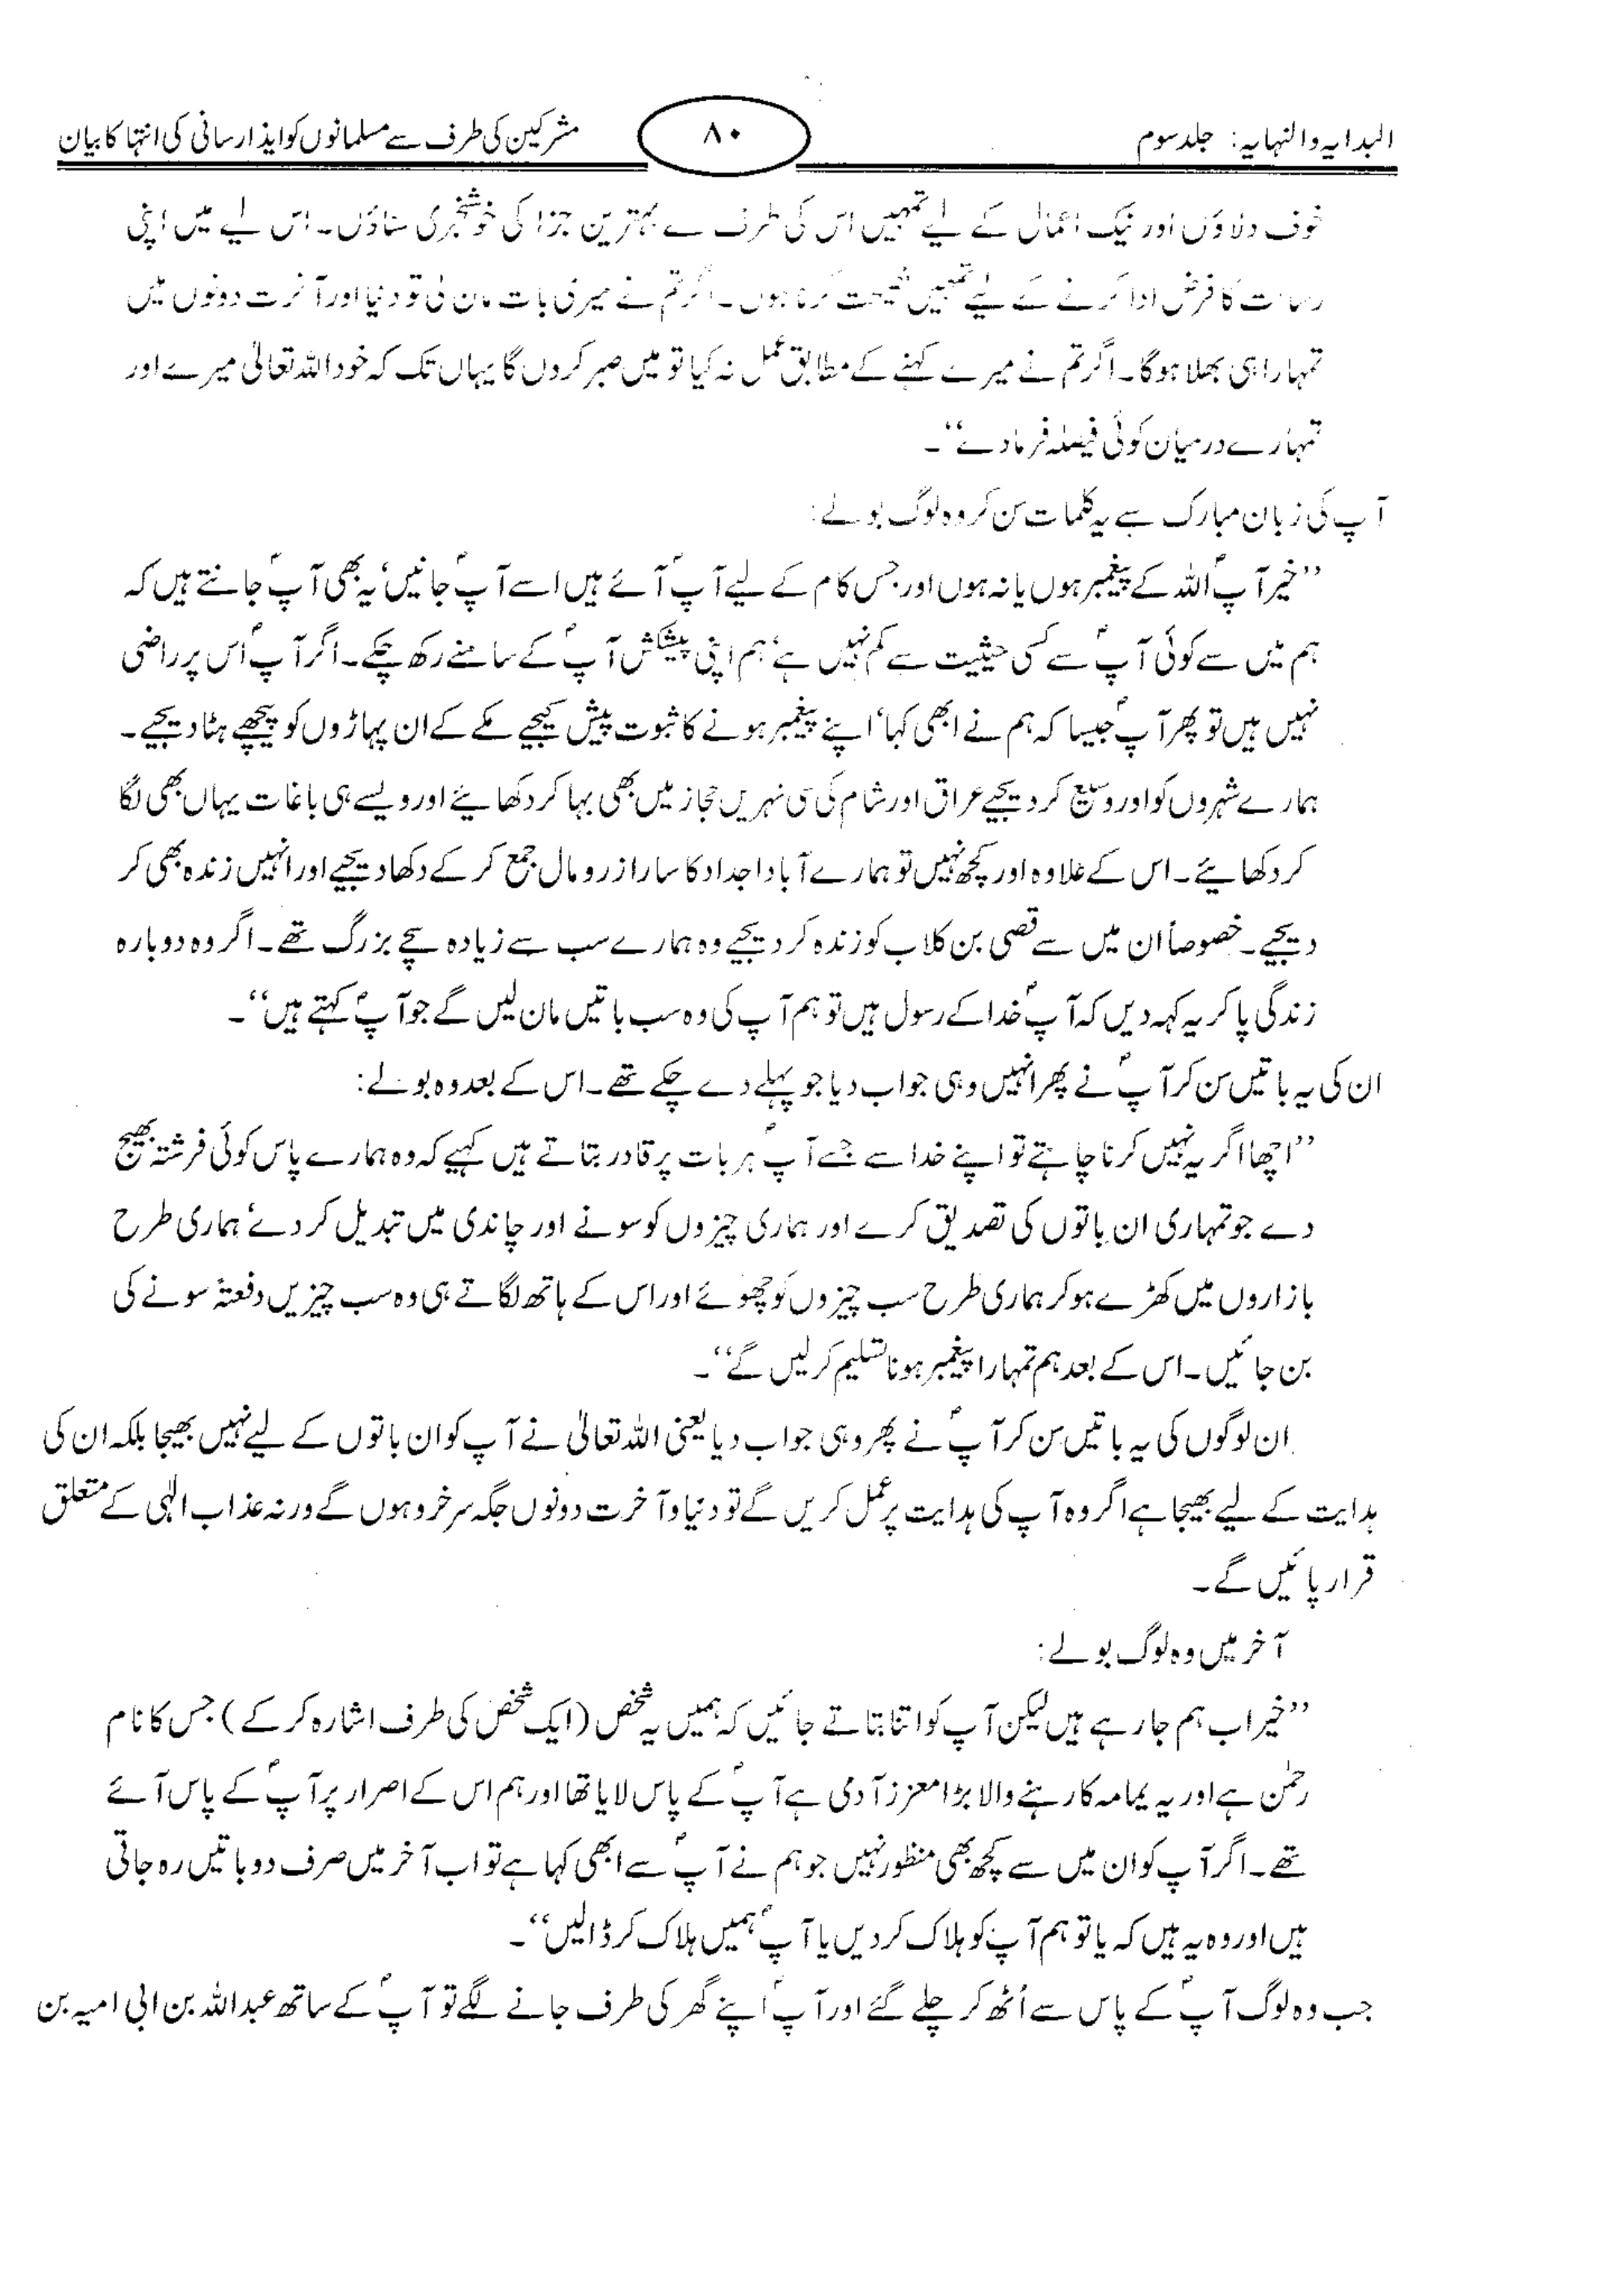 البدایہ والنہایہ: جلد سوم
۸۰
مشرکین کی طرف سے مسلمانوں کو ایذا رسانی کی انتہا کا بیان
خوف دلاؤں اور نیک اعمال کے لیے تمہیں اس کی طرف سے بہترین جزا کی خوشخبری سناؤں۔ اس لیے میں اپنی
رسالت کا فرض ادا کرنے کے لیے تمہیں نصیحت کرتا ہوں۔ اگر تم نے میری بات مان لی تو دنیا اور آخرت دونوں میں
تمہارا ہی بھلا ہوگا۔ اگر تم نے میرے کہنے کے مطابق عمل نہ کیا تو میں صبر کروں گا یہاں تک کہ خود اللہ تعالیٰ میرے اور
تمہارے درمیان کوئی فیصلہ فرما دے‘‘۔
آپ کی زبان مبارک سے یہ کلمات سن کر وہ لوگ بولے:
’’خیر آپؐ اللہ کے پیغمبر ہوں یا نہ ہوں اور جس کام کے لیے آپؐ آئے ہیں اسے آپؐ جانیں‘ یہ بھی آپؐ جانتے ہیں کہ
ہم میں سے کوئی آپؐ سے کسی حیثیت سے کم نہیں ہے‘ ہم اپنی پیشکش آپؐ کے سامنے رکھ چکے۔ اگر آپؐ اس پر راضی
نہیں ہیں تو پھر آپؐ جیسا کہ ہم نے ابھی کہا‘ اپنے پیغمبر ہونے کا ثبوت پیش کیجیے مکے کے ان پہاڑوں کو پیچھے ہٹا دیجیے۔
ہمارے شہروں کو اور وسیع کر دیجیے عراق اور شام کی سی نہریں حجاز میں بھی بہا کر دکھایئے اور ویسے ہی باغات یہاں بھی لگا
کر دکھایئے۔ اس کے علاوہ اور کچھ نہیں تو ہمارے آباواجداد کا سارا زر و مال جمع کر کے دکھا دیجیے اور انہیں زندہ بھی کر
دیجیے۔ خصوصاً ان میں سے قصی بن کلاب کو زندہ کر دیجیے وہ ہمارے سب سے زیادہ سچے بزرگ تھے۔ اگر وہ دوبارہ
زندگی پا کر یہ کہہ دیں کہ آپؐ خدا کے رسول ہیں تو ہم آپ کی وہ سب باتیں مان لیں گے جو آپؐ کہتے ہیں‘‘۔
ان کی یہ باتیں سن کر آپؐ نے پھر انہیں وہی جواب دیا جو پہلے دے چکے تھے۔ اس کے بعد وہ بولے:
’’اچھا اگر یہ نہیں کرنا چاہتے تو اپنے خدا سے جسے آپؐ ہر بات پر قادر بتاتے ہیں کہیے کہ وہ ہمارے پاس کوئی فرشتہ بھیج
دے جو تمہاری ان باتوں کی تصدیق کرے اور ہماری چیزوں کو سونے اور چاندی میں تبدیل کر دے‘ ہماری طرح
بازاروں میں کھڑے ہو کر ہماری طرح سب چیزوں کو چھوئے اور اس کے ہاتھ لگاتے ہی وہ سب چیزیں دفعتہً سونے کی
بن جائیں۔ اس کے بعد ہم تمہارا پیغمبر ہونا تسلیم کر لیں گے‘‘۔
ان لوگوں کی یہ باتیں سن کر آپؐ نے پھر وہی جواب دیا یعنی اللہ تعالیٰ نے آپ کو ان باتوں کے لیے نہیں بھیجا بلکہ ان کی
ہدایت کے لیے بھیجا ہے اگر وہ آپ کی ہدایت پر عمل کریں گے تو دنیا و آخرت دونوں جگہ سرخرو ہوں گے ورنہ عذاب الٰہی کے متعلق
قرار پائیں گے۔
آخر میں وہ لوگ بولے:
’’خیر اب ہم جا رہے ہیں لیکن آپ کو اتنا بتاتے جائیں کہ ہمیں یہ شخص (ایک شخص کی طرف اشارہ کر کے) جس کا نام
رحمٰن ہے اور یہ یمامہ کا رہنے والا بڑا معزز آدمی ہے آپؐ کے پاس لایا تھا اور ہم اس کے اصرار پر آپؐ کے پاس آئے
تھے۔ اگر آپ کو ان میں سے کچھ بھی منظور نہیں جو ہم نے آپؐ سے ابھی کہا ہے تو اب آخر میں صرف دو باتیں رہ جاتی
ہیں اور وہ یہ ہیں کہ یا تو ہم آپ کو ہلاک کر دیں یا آپؐ ہمیں ہلاک کر ڈالیں‘‘۔
جب وہ لوگ آپؐ کے پاس سے اُٹھ کر چلے گئے اور آپؐ اپنے گھر کی طرف جانے لگے تو آپؐ کے ساتھ عبداللہ بن ابی امیہ بن